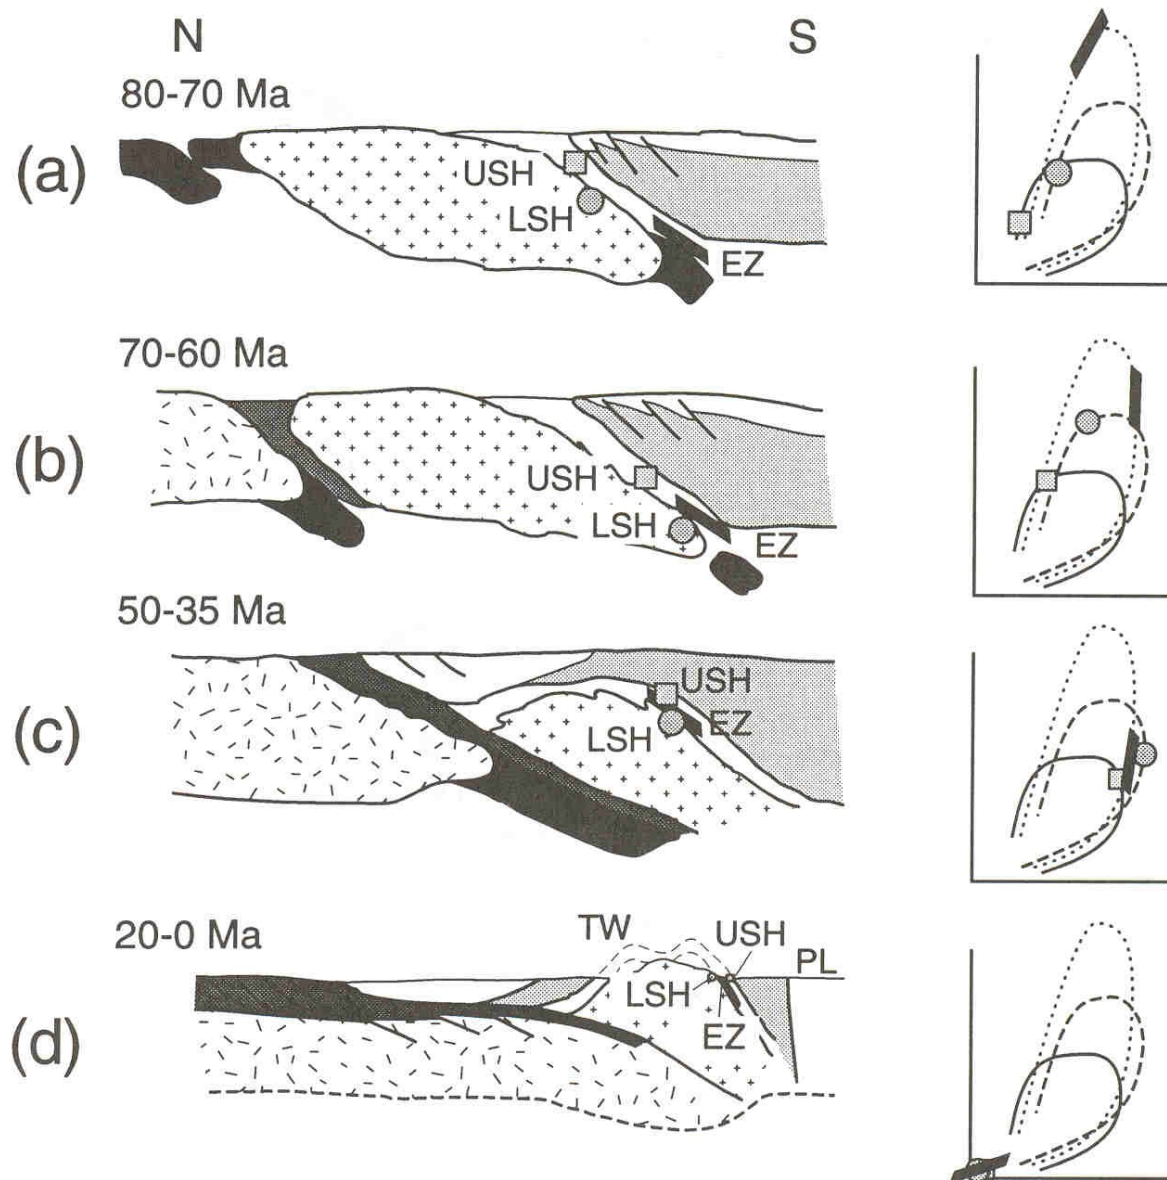 N S
80-70 Ma
(a)
USH
LSH
EZ
70-60 Ma
(b)
USH
LSH
EZ
50-35 Ma
(c)
USH
EZ
LSH
20-0 Ma
(d)
TW
USH
PL
LSH
EZ